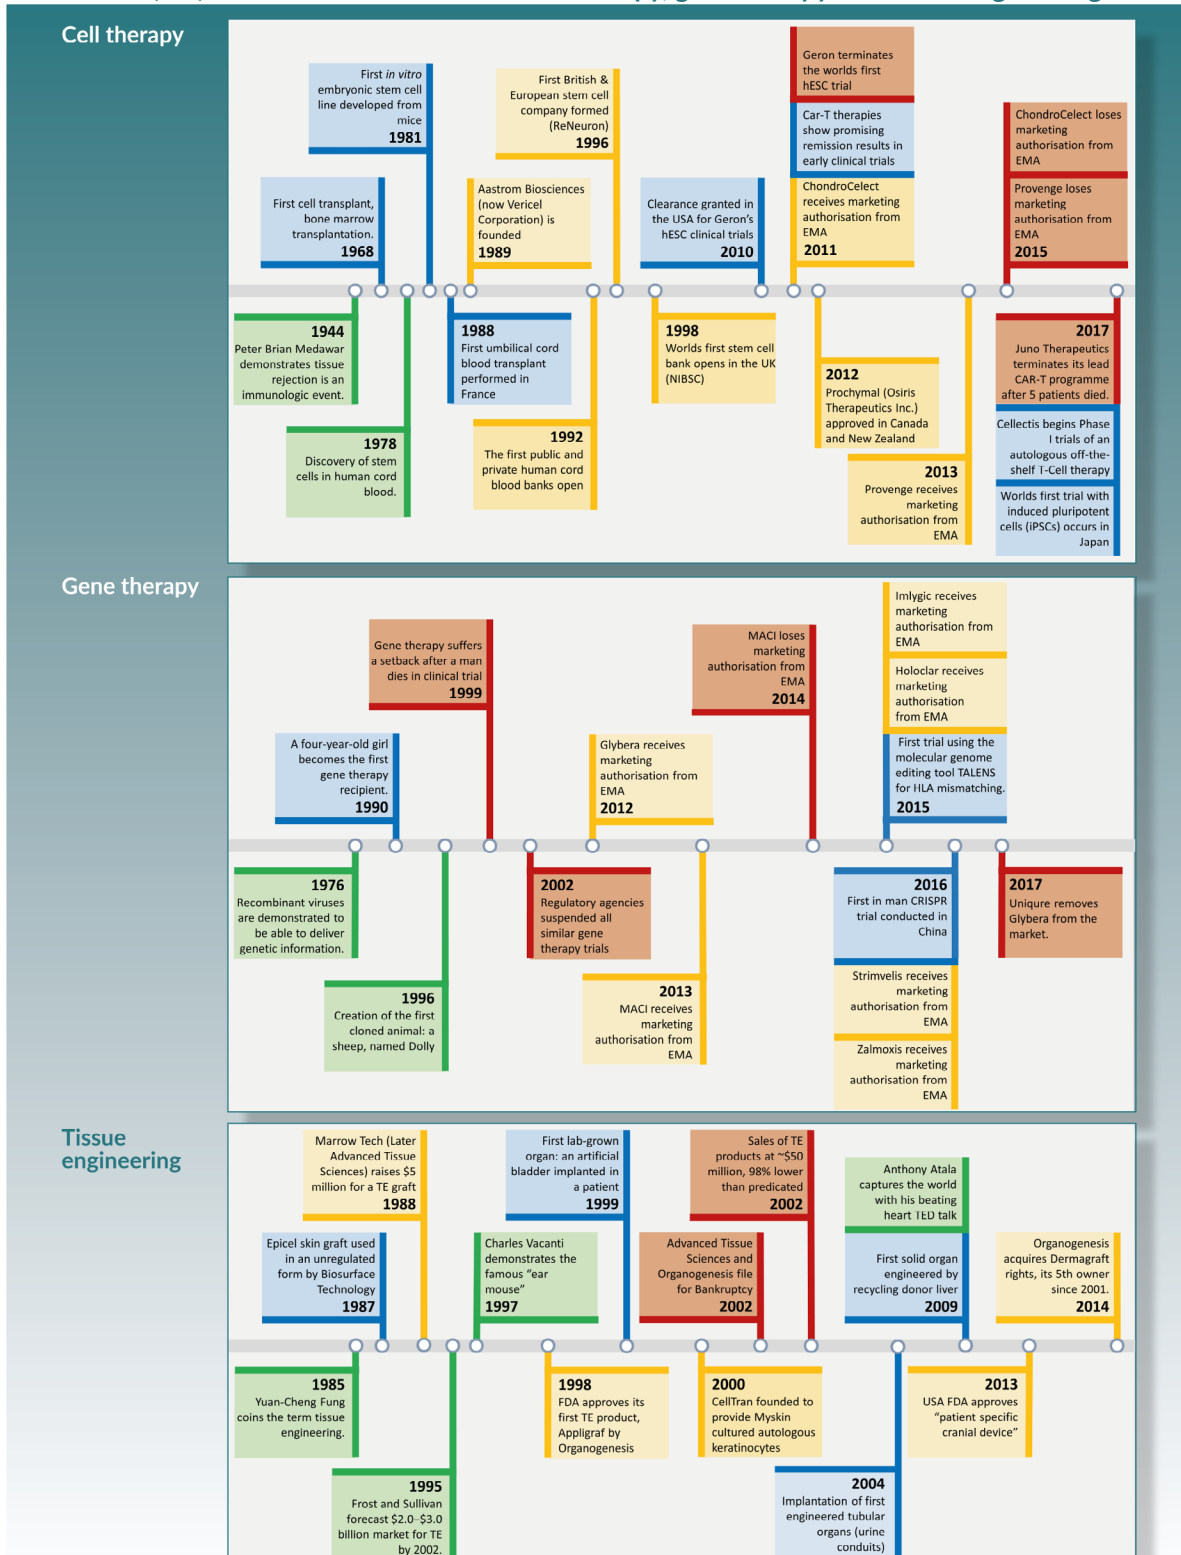 Cell therapy
Geron terminates
the worlds first
hESC trial
First in vitro
embryonic stem cell
line developed from
mice
1981
First British &
European stem cell
company formed
(ReNeuron)
1996
Car-T therapies
show promising
remission results in
early clinical trials
ChondroCelect loses
marketing
authorisation from
EMA
First cell transplant,
bone marrow
transplantation.
1968
Aastrom Biosciences
(now Vericel
Corporation) is
founded
1989
Clearance granted in
the USA for Geron's
hESC clinical trials
2010
ChondroCelect
receives marketing
authorisation from
EMA
2011
Provenge loses
marketing
authorisation from
EMA
2015
1944
Peter Brian Medawar
demonstrates tissue
rejection is an
immunologic event.
1988
First umbilical cord
blood transplant
performed in
France
1998
Worlds first stem cell
bank opens in the UK
(NIBSC)
2012
Prochymal (Osiris
Therapeutics Inc.)
approved in Canada
and New Zealand
2017
Juno Therapeutics
terminates its lead
CAR-T programme
after 5 patients died.
1978
Discovery of stem
cells in human cord
blood.
1992
The first public and
private human cord
blood banks open
2013
Provenge receives
marketing
authorisation from
EMA
Cellectis begins Phase
I trials of an
autologous off-the-
shelf T-Cell therapy
Worlds first trial with
induced pluripotent
cells (iPSCs) occurs in
Japan
Gene therapy
Gene therapy suffers
a setback after a man
dies in clinical trial
1999
MACI loses
marketing
authorisation from
EMA
2014
Imlygic receives
marketing
authorisation from
EMA
Holoclar receives
marketing
authorisation
from EMA
A four-year-old girl
becomes the first
gene therapy
recipient.
1990
Glybera receives
marketing
authorisation from
EMA
2012
First trial using the
molecular genome
editing tool TALENS
for HLA mismatching.
2015
1976
Recombinant viruses
are demonstrated to
be able to deliver
genetic information.
2002
Regulatory agencies
suspended all
similar gene
therapy trials
2016
First in man CRISPR
trial conducted in
China
2017
Uniqure removes
Glybera from the
market.
1996
Creation of the first
cloned animal: a
sheep, named Dolly
2013
MACI receives
marketing
authorisation from
EMA
Strimvelis receives
marketing
authorisation from
EMA
Zalmoxis receives
marketing
authorisation from
EMA
Tissue
engineering
Marrow Tech (Later
Advanced Tissue
Sciences) raises $5
million for a TE graft
1988
First lab-grown
organ: an artificial
bladder implanted in
a patient
1999
Sales of TE
products at ~$50
million, 98% lower
than predicated
2002
Anthony Atala
captures the world
with his beating
heart TED talk
Epicel skin graft used
in an unregulated
form by Biosurface
Technology
1987
Charles Vacanti
demonstrates the
famous “ear
mouse”
1997
Advanced Tissue
Sciences and
Organogenesis file
for Bankruptcy
2002
First solid organ
engineered by
recycling donor liver
2009
Organogenesis
acquires Dermagraft
rights, its 5th owner
since 2001.
2014
1985
Yuan-Cheng Fung
coins the term tissue
engineering.
1998
FDA approves its
first TE product,
Appligraf by
Organogenesis
2000
CellTran founded to
provide Myskin
cultured autologous
keratinocytes
2013
USA FDA approves
“patient specific
cranial device”
1995
Frost and Sullivan
forecast $2.0–$3.0
billion market for TE
by 2002.
2004
Implantation of first
engineered tubular
organs (urine
conduits)